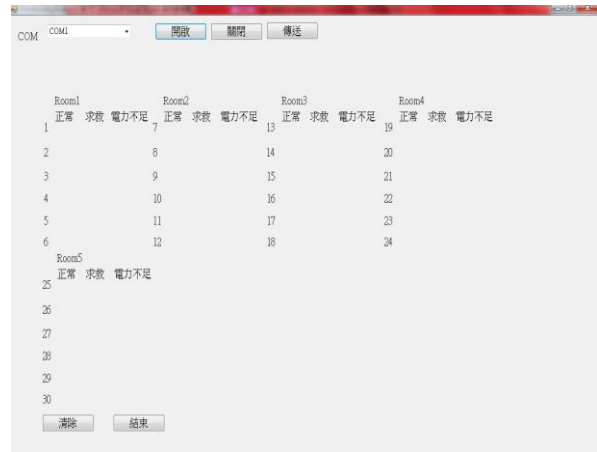 COM COM1 開啟 關閉 傳送
Room1 Room2 Room3 Room4
正常 求救 電力不足 正常 求救 電力不足 正常 求救 電力不足 正常 求救 電力不足
1 7 13 19
2 8 14 20
3 9 15 21
4 10 16 22
5 11 17 23
6 12 18 24
Room5
正常 求救 電力不足
25
26
27
28
29
30
清除 結束